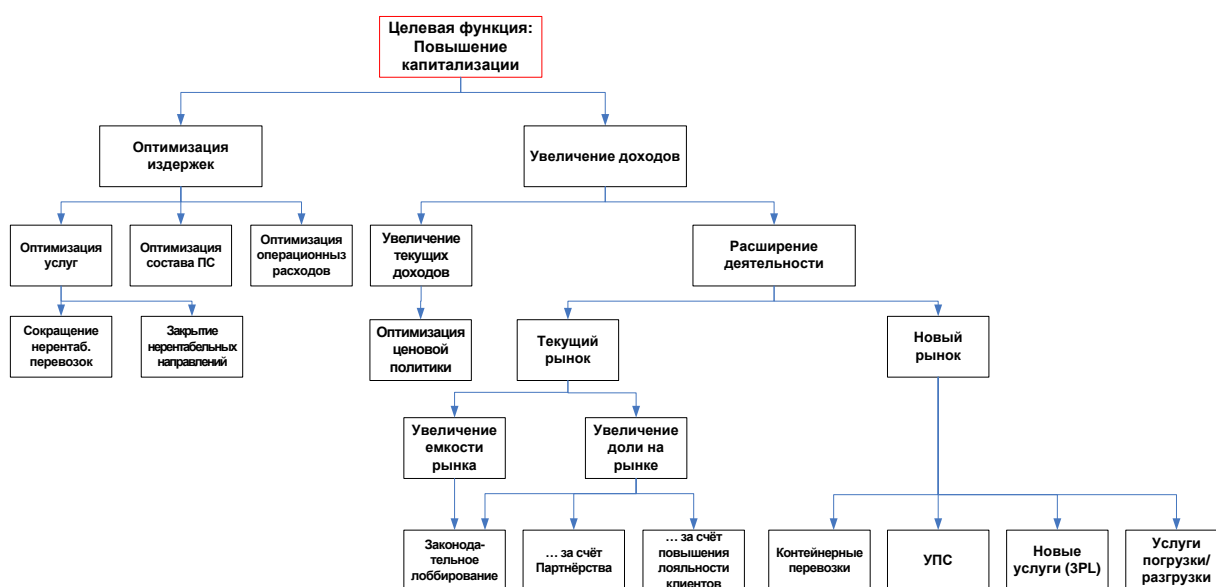 Целевая функция:
Повышение
капитализации
Оптимизация
издержек
Увеличение доходов
Оптимизация
услуг
Оптимизация
состава ПС
Оптимизация
операционыз
расходов
Увеличение
текущих
доходов
Расширение
деятельности
Сокращение
нерентаб.
перевозок
Закрытие
нерентабельных
направлений
Оптимизация
ценовой
политики
Текущий
рынок
Новый
рынок
Увеличение
емкости
рынка
Увеличение
доли на
рынке
Законода-
тельное
лоббирование
... за счёт
Партнёрства
... за счёт
повышения
лояльности
клиентов
Контейнерные
перевозки
УПС
Новые
услуги (3PL)
Услуги
погрузки/
разгрузки